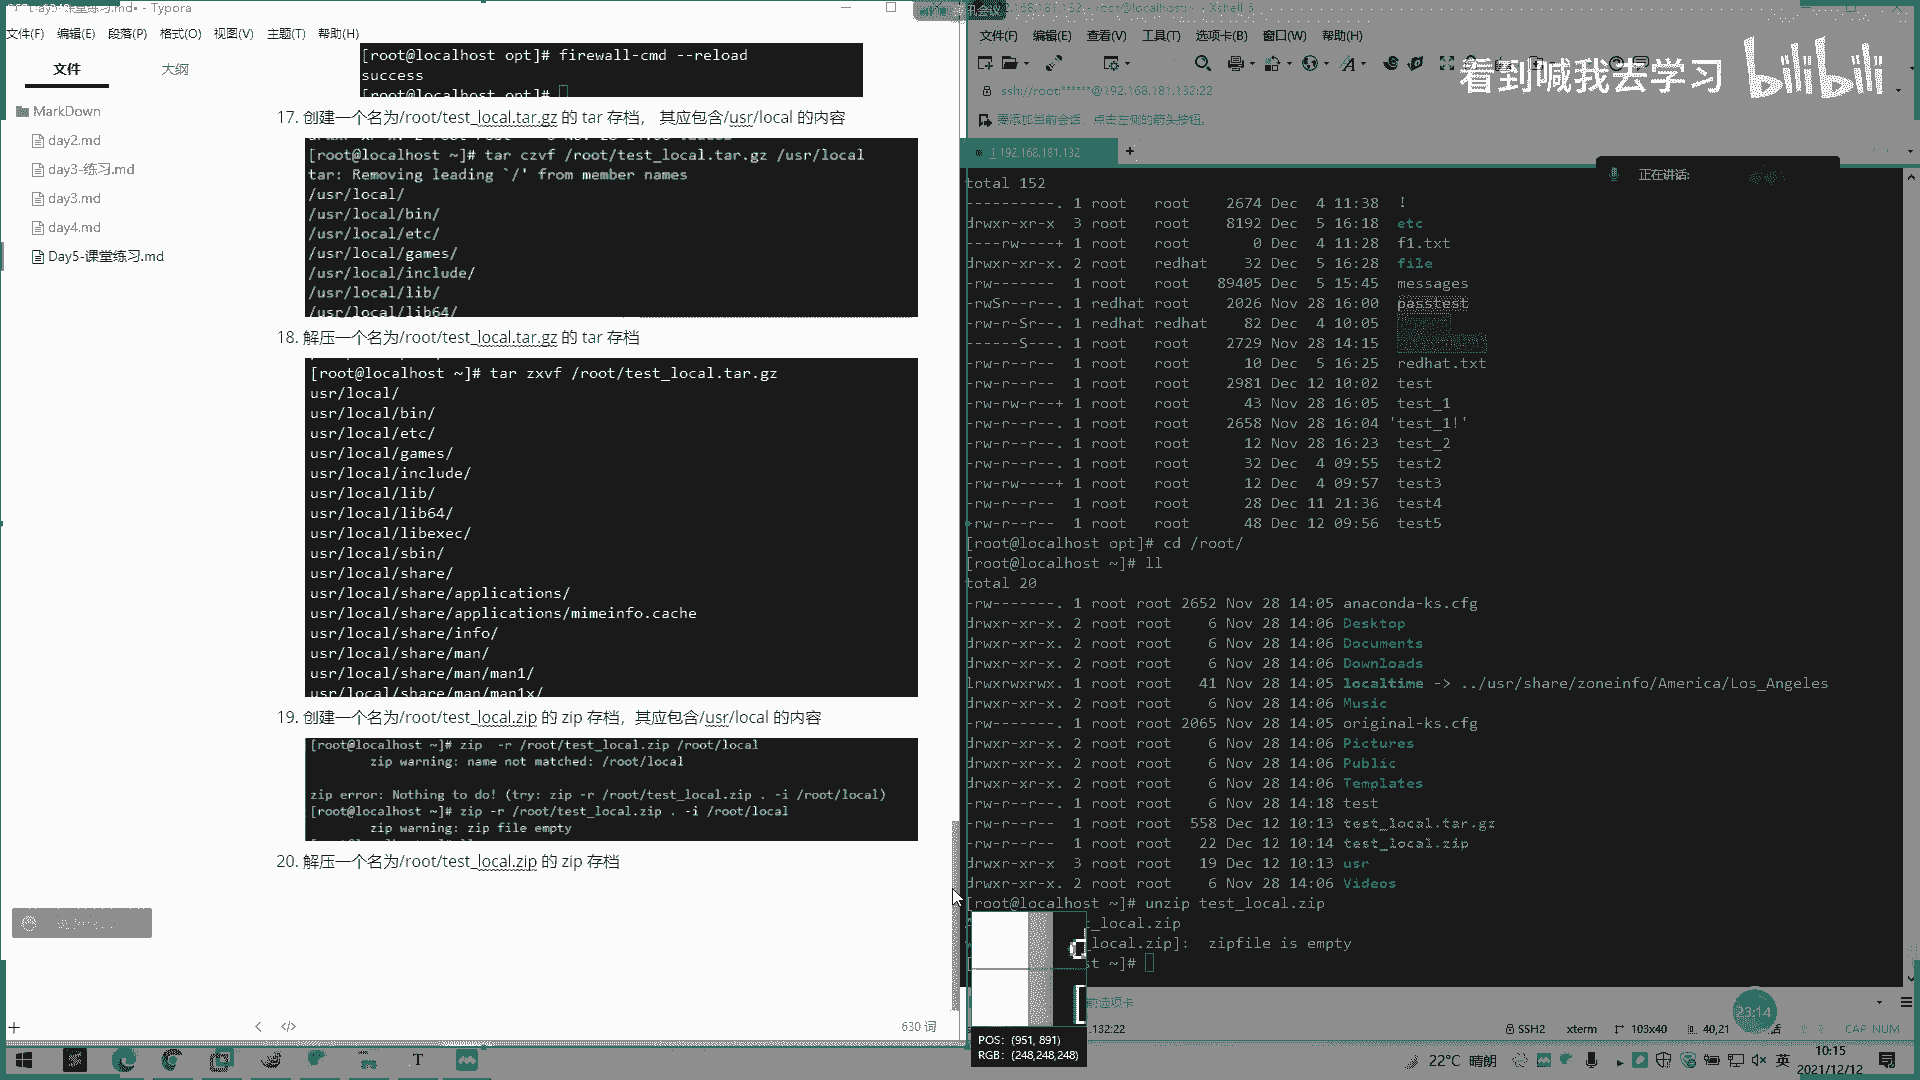 Day5-课堂练习.md• - Typora
文件(F) 编辑(E) 段落(P) 格式(O) 视图(V) 主题(T) 帮助(H)
文件 大纲
MarkDown
day2.md
day3-练习.md
day3.md
day4.md
Day5-课堂练习.md
[root@localhost opt]# firewall-cmd --reload
success
[root@localhost opt]#
17. 创建一个名为/root/test_local.tar.gz 的 tar 存档， 其应包含/usr/local 的内容
[root@localhost ~]# tar czvf /root/test_local.tar.gz /usr/local
tar: Removing leading `/' from member names
/usr/local/
/usr/local/bin/
/usr/local/etc/
/usr/local/games/
/usr/local/include/
/usr/local/lib/
/usr/local/lib64/
18. 解压一个名为/root/test_local.tar.gz 的 tar 存档
[root@localhost ~]# tar zxvf /root/test_local.tar.gz
usr/local/
usr/local/bin/
usr/local/etc/
usr/local/games/
usr/local/include/
usr/local/lib/
usr/local/lib64/
usr/local/libexec/
usr/local/sbin/
usr/local/share/
usr/local/share/applications/
usr/local/share/applications/mimeinfo.cache
usr/local/share/info/
usr/local/share/man/
usr/local/share/man/man1/
usr/local/share/man/man1x/
19. 创建一个名为/root/test_local.zip 的 zip 存档，其应包含/usr/local 的内容
[root@localhost ~]# zip  -r /root/test_local.zip /root/local
zip warning: name not matched: /root/local
zip error: Nothing to do! (try: zip -r /root/test_local.zip . -i /root/local)
[root@localhost ~]# zip -r /root/test_local.zip . -i /root/local
zip warning: zip file empty
20. 解压一个名为/root/test_local.zip 的 zip 存档
630 词
文件(F) 编辑(E) 查看(V) 工具(T) 选项卡(B) 窗口(W) 帮助(H)
看到喊我去学习 bilibili
ssh://root:******@192.168.181.132:22
要添加当前会话，点击左侧的箭头按钮。
1 192.168.181.132
正在讲话:
total 152
----------. 1 root   root    2674 Dec  4 11:38  !
drwxr-xr-x  3 root   root    8192 Dec  5 16:18  etc
----rw----+ 1 root   root       0 Dec  4 11:28  f1.txt
drwxr-xr-x. 2 root   redhat    32 Dec  5 16:28  file
-rw-------  1 root   root   89405 Dec  5 15:45  messages
-rwSr--r--. 1 redhat root    2026 Nov 28 16:00  passtest
-rw-r-Sr--. 1 redhat redhat    82 Dec  4 10:05
------S---. 1 root   root    2729 Nov 28 14:15
-rw-r--r--  1 root   root      10 Dec  5 16:25  redhat.txt
-rw-r--r--  1 root   root    2981 Dec 12 10:02  test
-rw-rw-r--+ 1 root   root      43 Nov 28 16:05  test_1
-rw-r--r--. 1 root   root    2658 Nov 28 16:04 'test_1!'
-rw-r--r--. 1 root   root      12 Nov 28 16:23  test_2
-rw-r--r--. 1 root   root      32 Dec  4 09:55  test2
-rw-rw----+ 1 root   root      12 Dec  4 09:57  test3
-rw-r--r--  1 root   root      28 Dec 11 21:36  test4
-rw-r--r--  1 root   root      48 Dec 12 09:56  test5
[root@localhost opt]# cd /root/
[root@localhost ~]# ll
total 20
-rw-------. 1 root root 2652 Nov 28 14:05 anaconda-ks.cfg
drwxr-xr-x. 2 root root    6 Nov 28 14:06 Desktop
drwxr-xr-x. 2 root root    6 Nov 28 14:06 Documents
drwxr-xr-x. 2 root root    6 Nov 28 14:06 Downloads
lrwxrwxrwx. 1 root root   41 Nov 28 14:05 localtime -> ../usr/share/zoneinfo/America/Los_Angeles
drwxr-xr-x. 2 root root    6 Nov 28 14:06 Music
-rw-------. 1 root root 2065 Nov 28 14:05 original-ks.cfg
drwxr-xr-x. 2 root root    6 Nov 28 14:06 Pictures
drwxr-xr-x. 2 root root    6 Nov 28 14:06 Public
drwxr-xr-x. 2 root root    6 Nov 28 14:06 Templates
-rw-r--r--. 1 root root    6 Nov 28 14:18 test
-rw-r--r--  1 root root  558 Dec 12 10:13 test_local.tar.gz
-rw-r--r--  1 root root   22 Dec 12 10:14 test_local.zip
drwxr-xr-x  3 root root   19 Dec 12 10:13 usr
drwxr-xr-x. 2 root root    6 Nov 28 14:06 Videos
[root@localhost ~]# unzip test_local.zip
t_local.zip
local.zip]:  zipfile is empty
st ~]#
前选项卡
23:14
.132:22
SSH2 xterm 103x40 40,21 CAP NUM
POS: (951, 891)
RGB: (248,248,248)
22°C 晴朗 英
10:15
2021/12/12